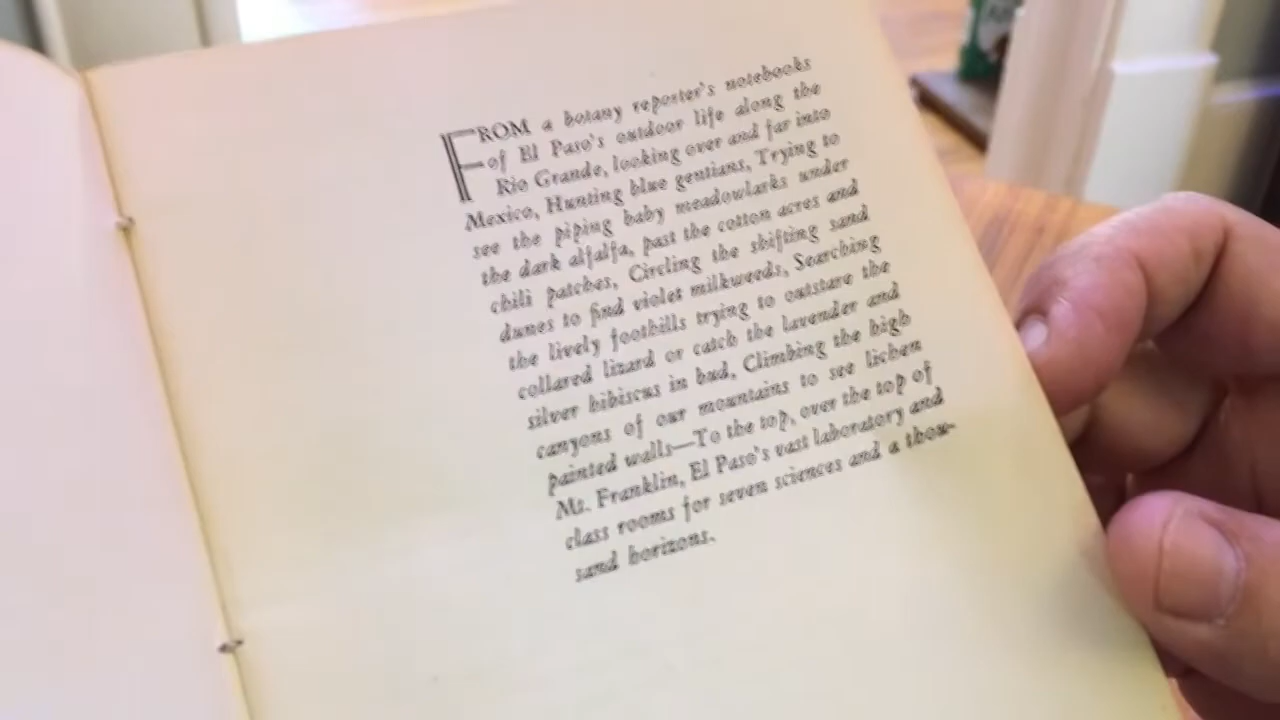 FROM a botany reporter's notebooks
of El Paso's outdoor life along the
Rio Grande, looking over and far into
Mexico, Hunting blue gentians, Trying to
see the piping baby meadowlarks under
the dark alfalfa, past the cotton acres and
chili patches, Circling the shifting sand
dunes to find violet milkweeds, Searching
the lively foothills trying to outstare the
collared lizard or catch the lavender and
silver hibiscus in bud, Climbing the high
canyons of our mountains to see lichen
painted walls—To the top, over the top of
Mt. Franklin, El Paso's vast laboratory and
class rooms for seven sciences and a thou-
sand horizons.